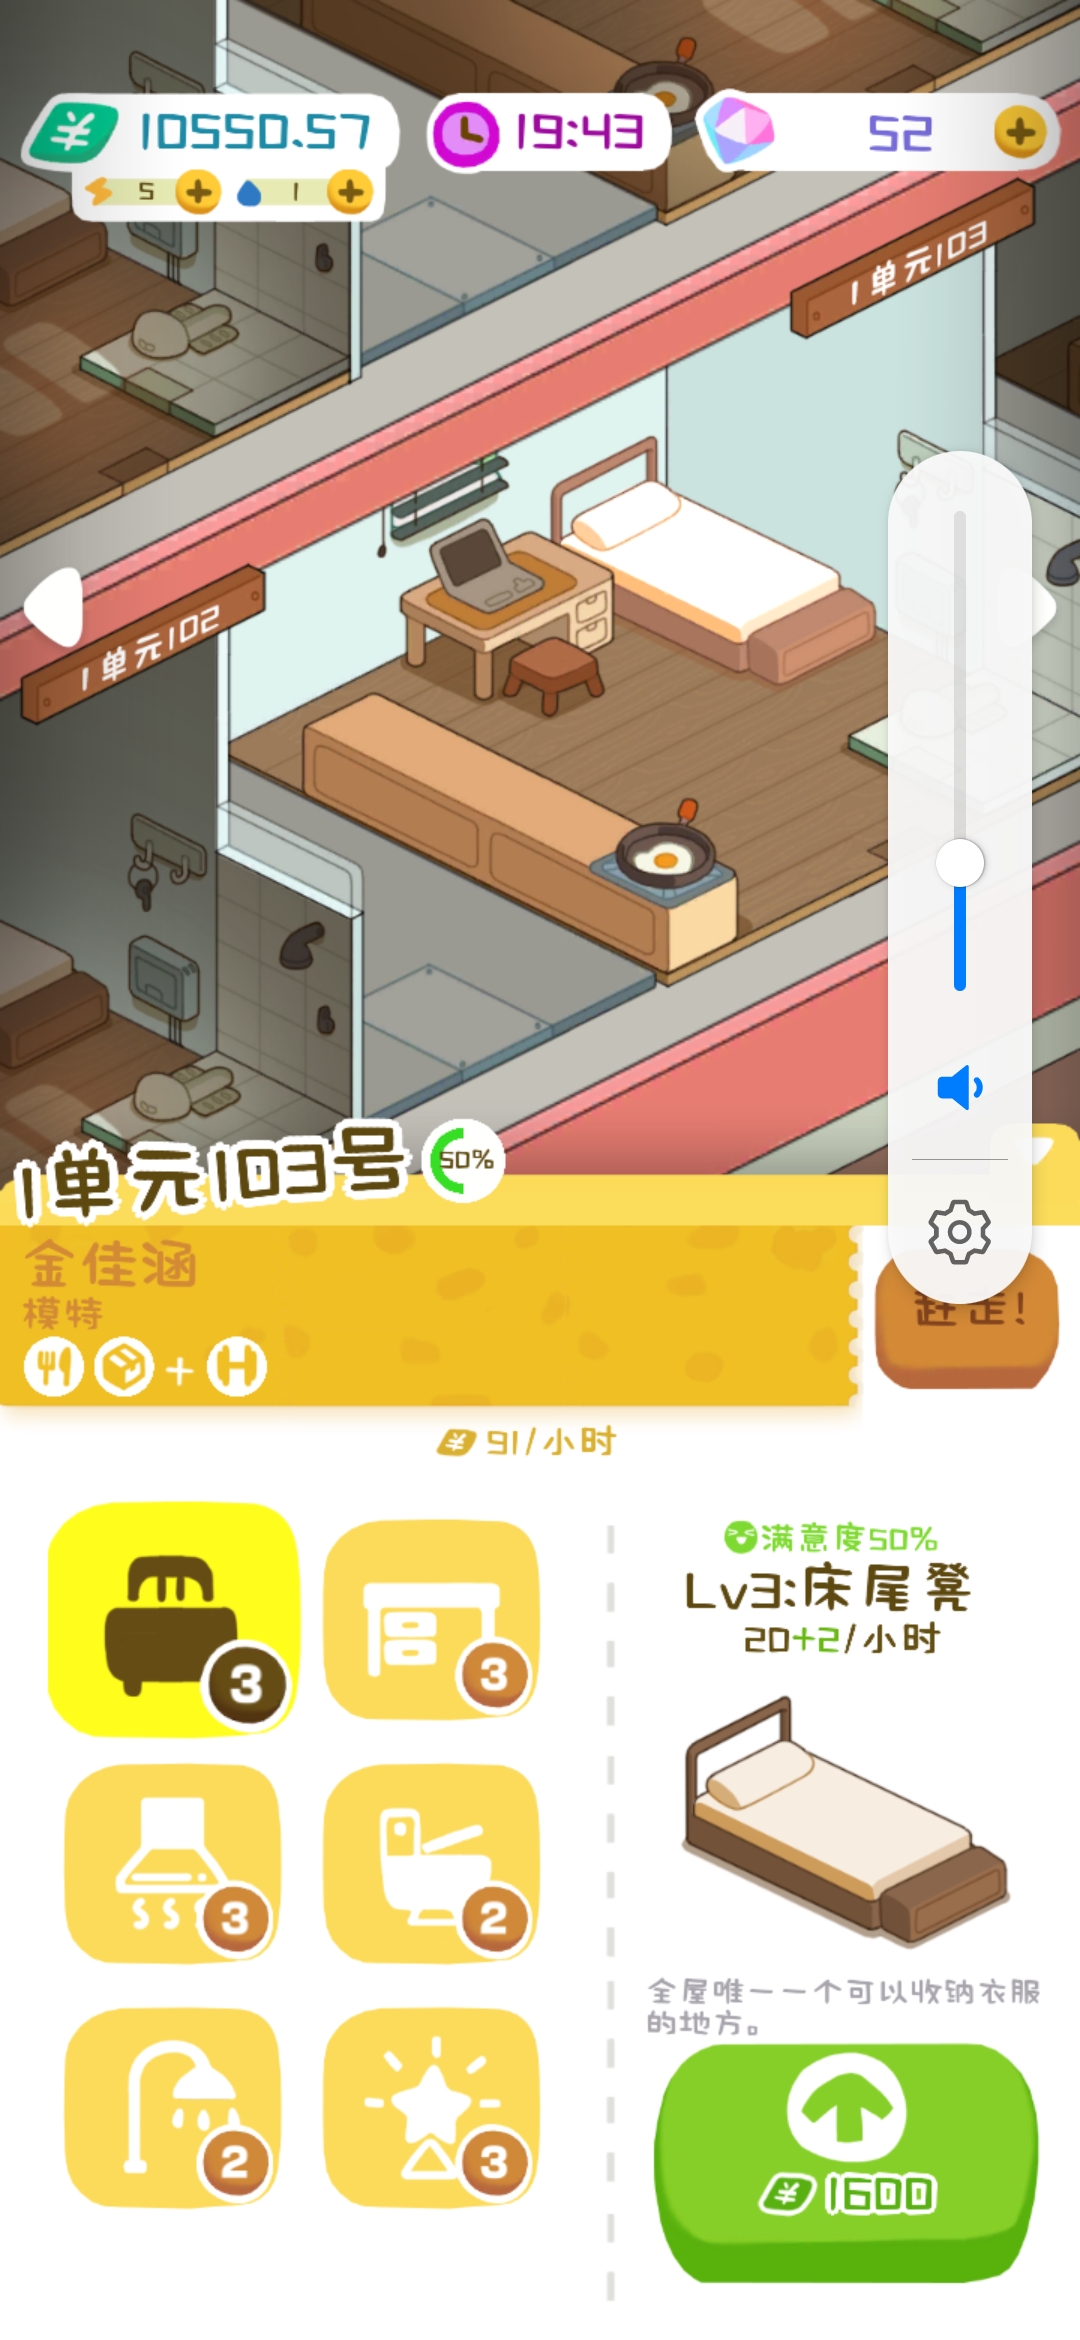 10550.57
19:43
52
5
1
1单元103
1单元102
1单元103号
50%
金佳涵
模特
+
赶走!
91/小时
3
3
3
2
2
3
满意度50%
Lv3:床尾凳
20+2/小时
全屋唯一一个可以收纳衣服
的地方。
1600